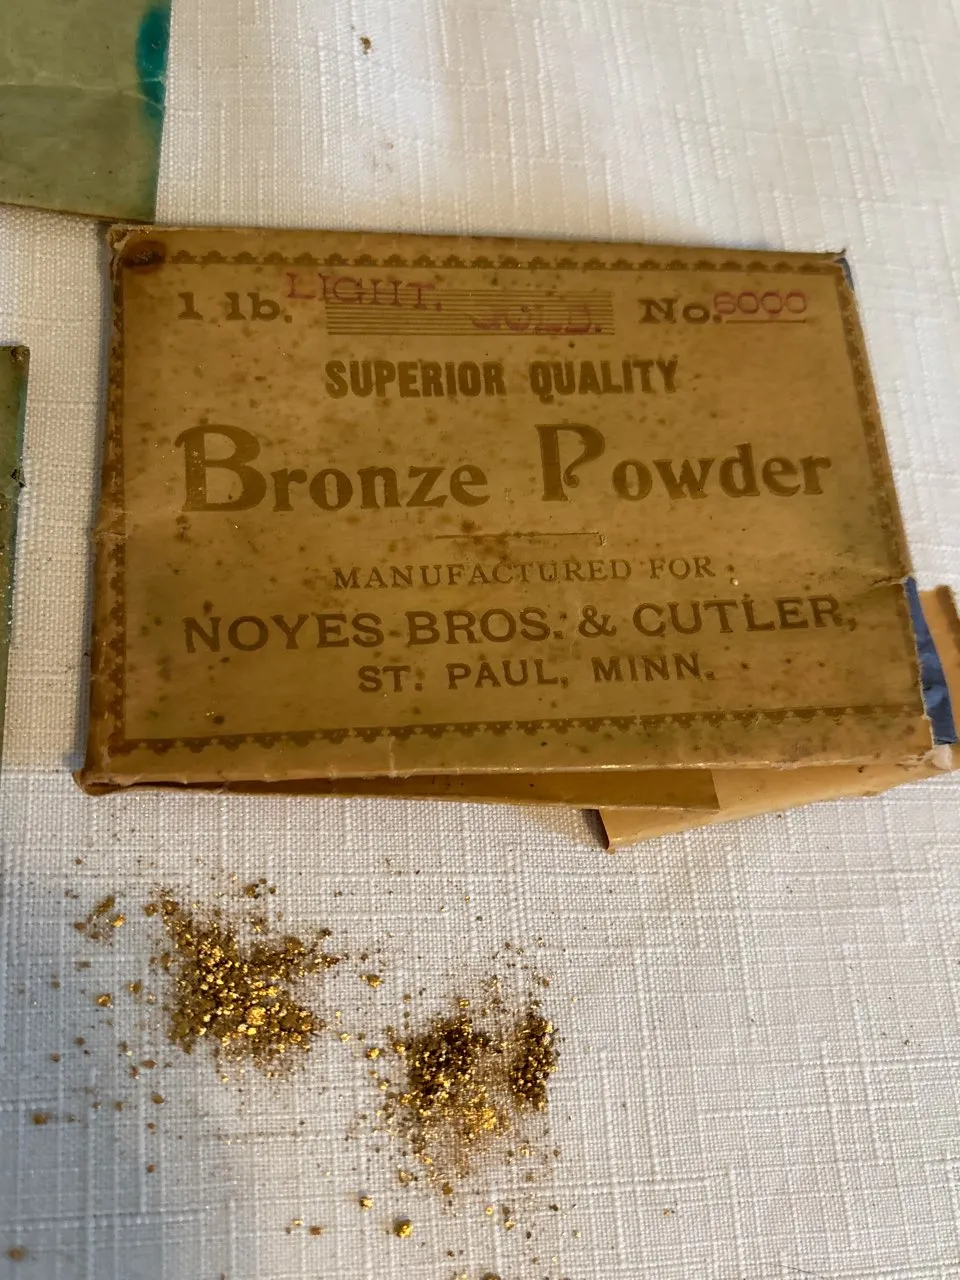 1 lb. LIGHT. GOLD. No. 6000
SUPERIOR QUALITY
Bronze Powder
MANUFACTURED FOR
NOYES BROS. & CUTLER,
ST. PAUL, MINN.